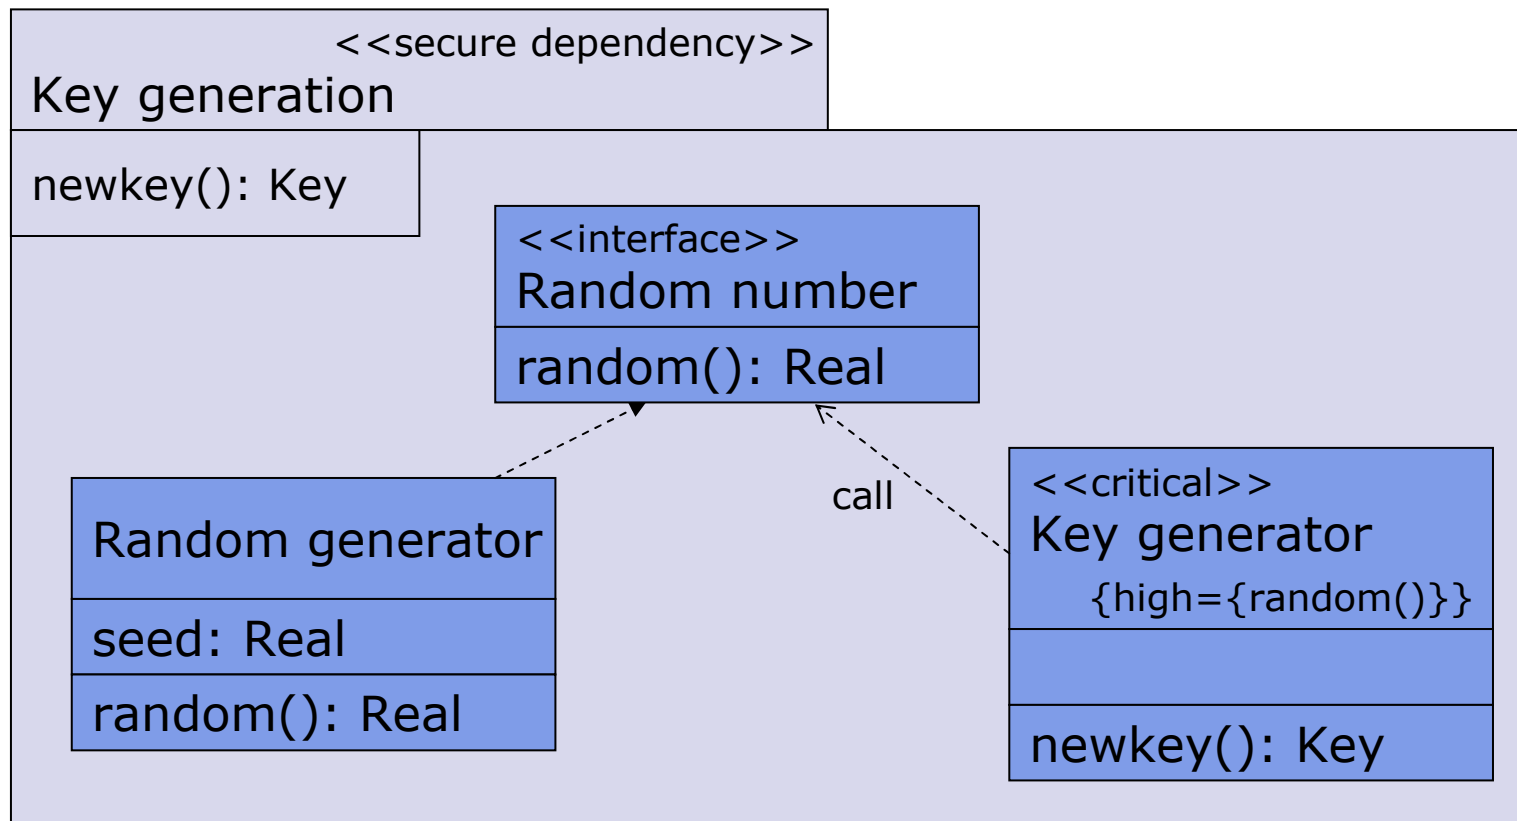 <<secure dependency>>
Key generation
newkey(): Key
<<interface>>
Random number
random(): Real
call
Random generator
seed: Real
random(): Real
<<critical>>
Key generator
{high={random()}}
newkey(): Key